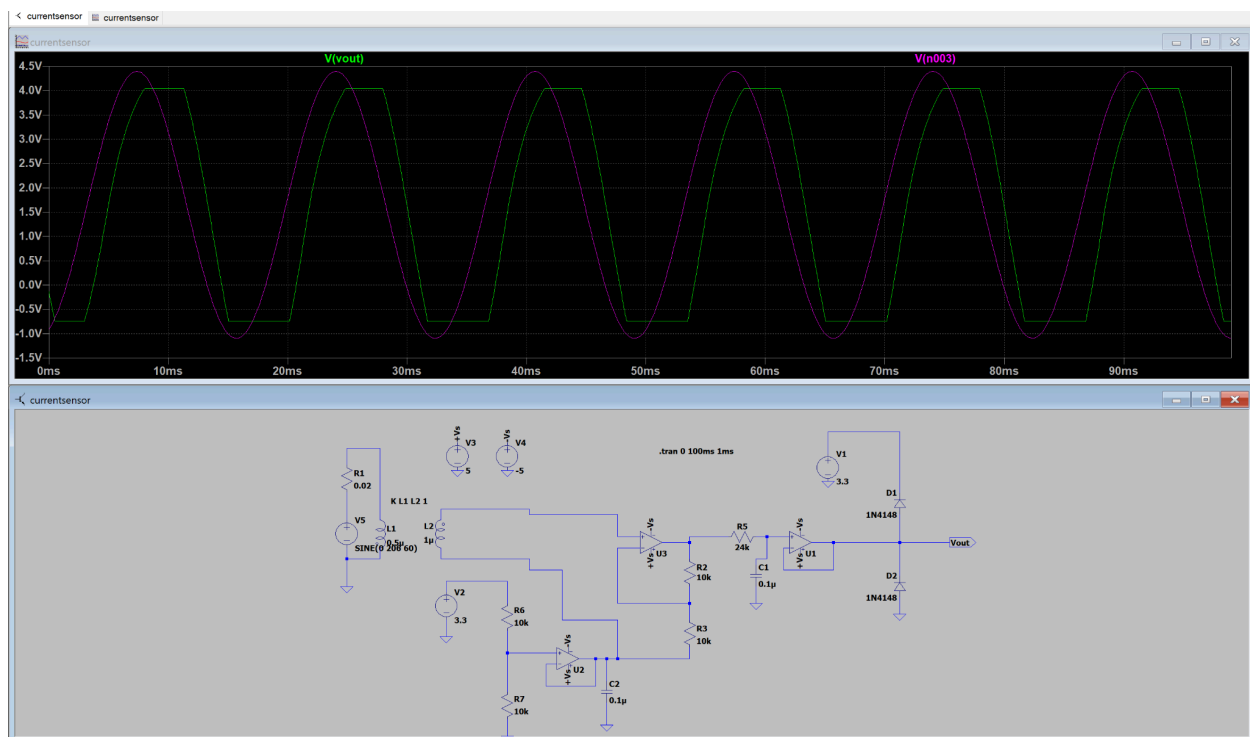 currentsensor
currentsensor
currentsensor
V(vout)
V(n003)
4.5V
4.0V
3.5V
3.0V
2.5V
2.0V
1.5V
1.0V
0.5V
0.0V
-0.5V
-1.0V
-1.5V
0ms
10ms
20ms
30ms
40ms
50ms
60ms
70ms
80ms
90ms
currentsensor
+Vs
V3
5
-Vs
V4
-5
.tran 0 100ms 1ms
V1
3.3
R1
0.02
K L1 L2 1
V5
SINE(0 208 60)
L1
0.5µ
L2
1µ
-Vs
+Vs
U3
R5
24k
-Vs
+Vs
U1
D1
1N4148
Vout
R2
10k
C1
0.1µ
D2
1N4148
V2
3.3
R6
10k
R3
10k
-Vs
+Vs
U2
R7
10k
C2
0.1µ